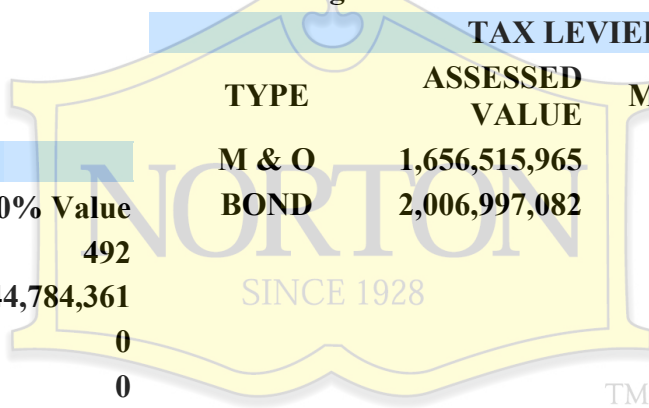 TAX LEVIE
TYPE ASSESSED VALUE M
M & O 1,656,515,965
0% Value BOND 2,006,997,082
492
4,784,361
0
0
NORTON
SINCE 1928
TM